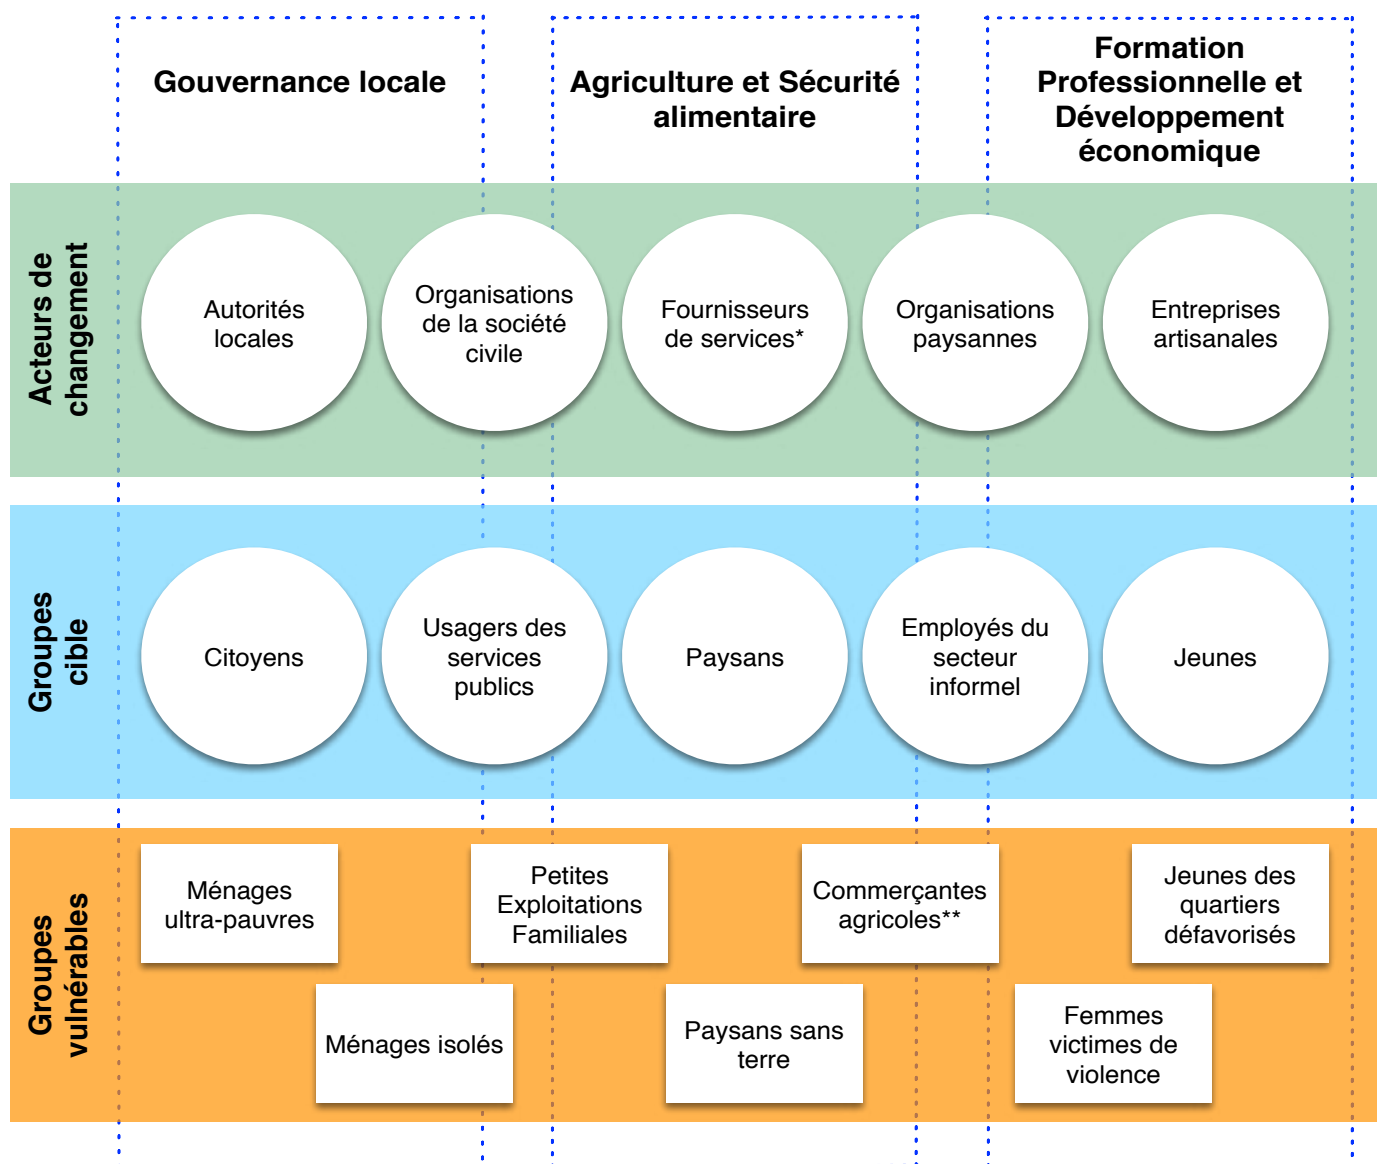 Gouvernance locale
Agriculture et Sécurité
alimentaire
Formation
Professionnelle et
Développement
économique
Acteurs de
changement
Autorités
locales
Organisations
de la société
civile
Fournisseurs
de services*
Organisations
paysannes
Entreprises
artisanales
Groupes
cible
Citoyens
Usagers des
services
publics
Paysans
Employés du
secteur
informel
Jeunes
Groupes
vulnérables
Ménages
ultra-pauvres
Petites
Exploitations
Familiales
Commerçantes
agricoles**
Jeunes des
quartiers
défavorisés
Ménages isolés
Paysans sans
terre
Femmes
victimes de
violence